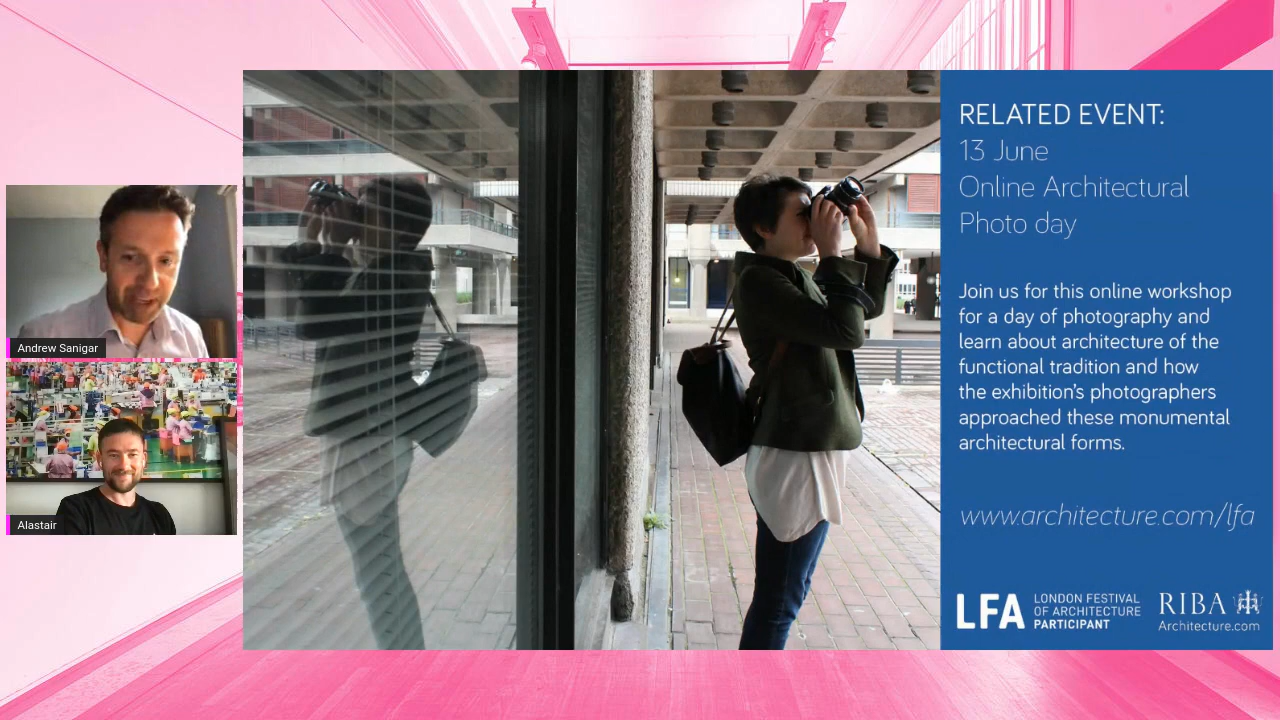 RELATED EVENT:
13 June
Online Architectural
Photo day
Join us for this online workshop
for a day of photography and
learn about architecture of the
functional tradition and how
the exhibition's photographers
approached these monumental
architectural forms.
www.architecture.com/lfa
LFA
LONDON FESTIVAL
OF ARCHITECTURE
PARTICIPANT
RIBA
Architecture.com
Andrew Sanigar
Alastair